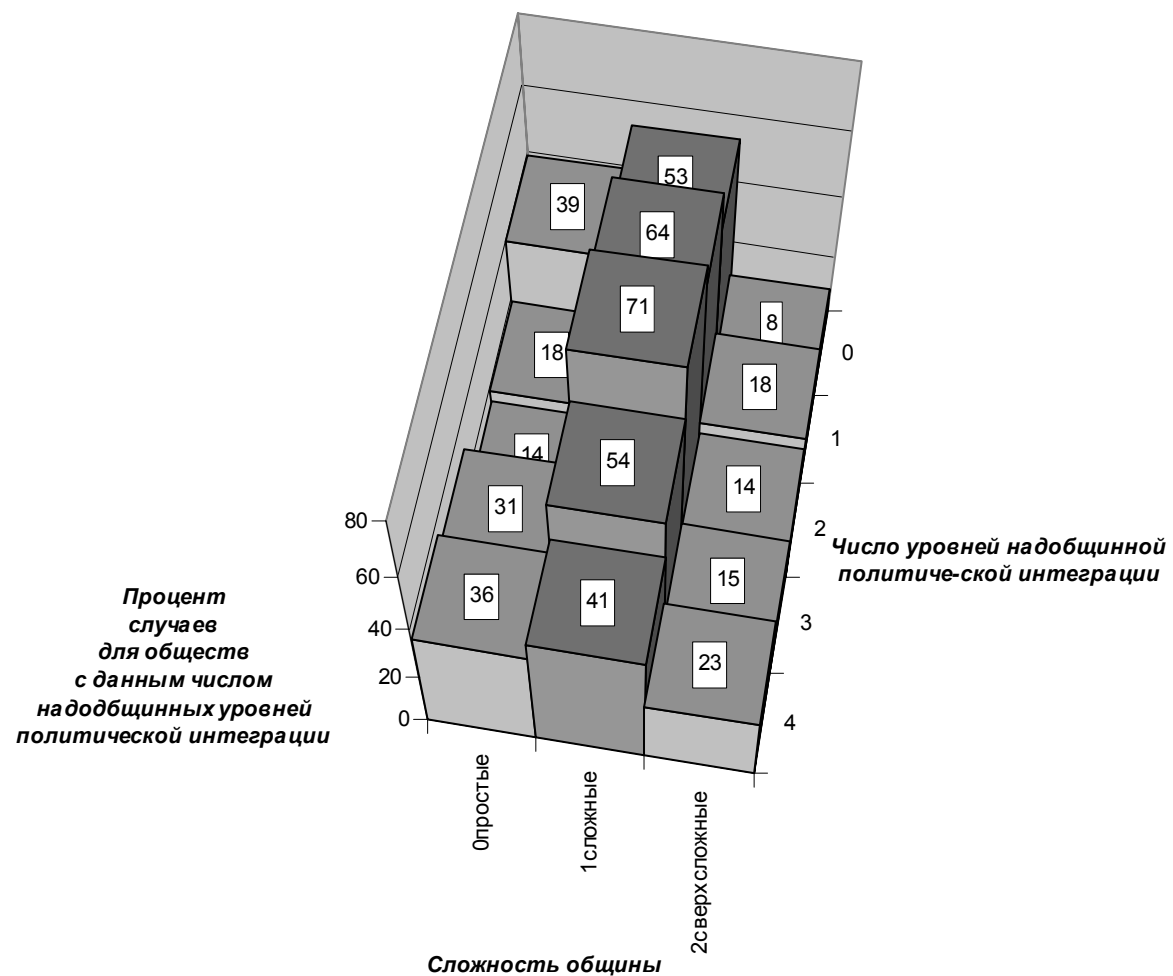 53
39
64
71
8
0
18
18
1
14
54
14
31
2
80
Число уровней надобщинной
политиче-ской интеграции
60
15
36
41
3
40
23
20
4
0
Процент
случаев
для обществ
с данным числом
надодбщинных уровней
политической интеграции
0простые
1сложные
2сверхсложные
Сложность общины